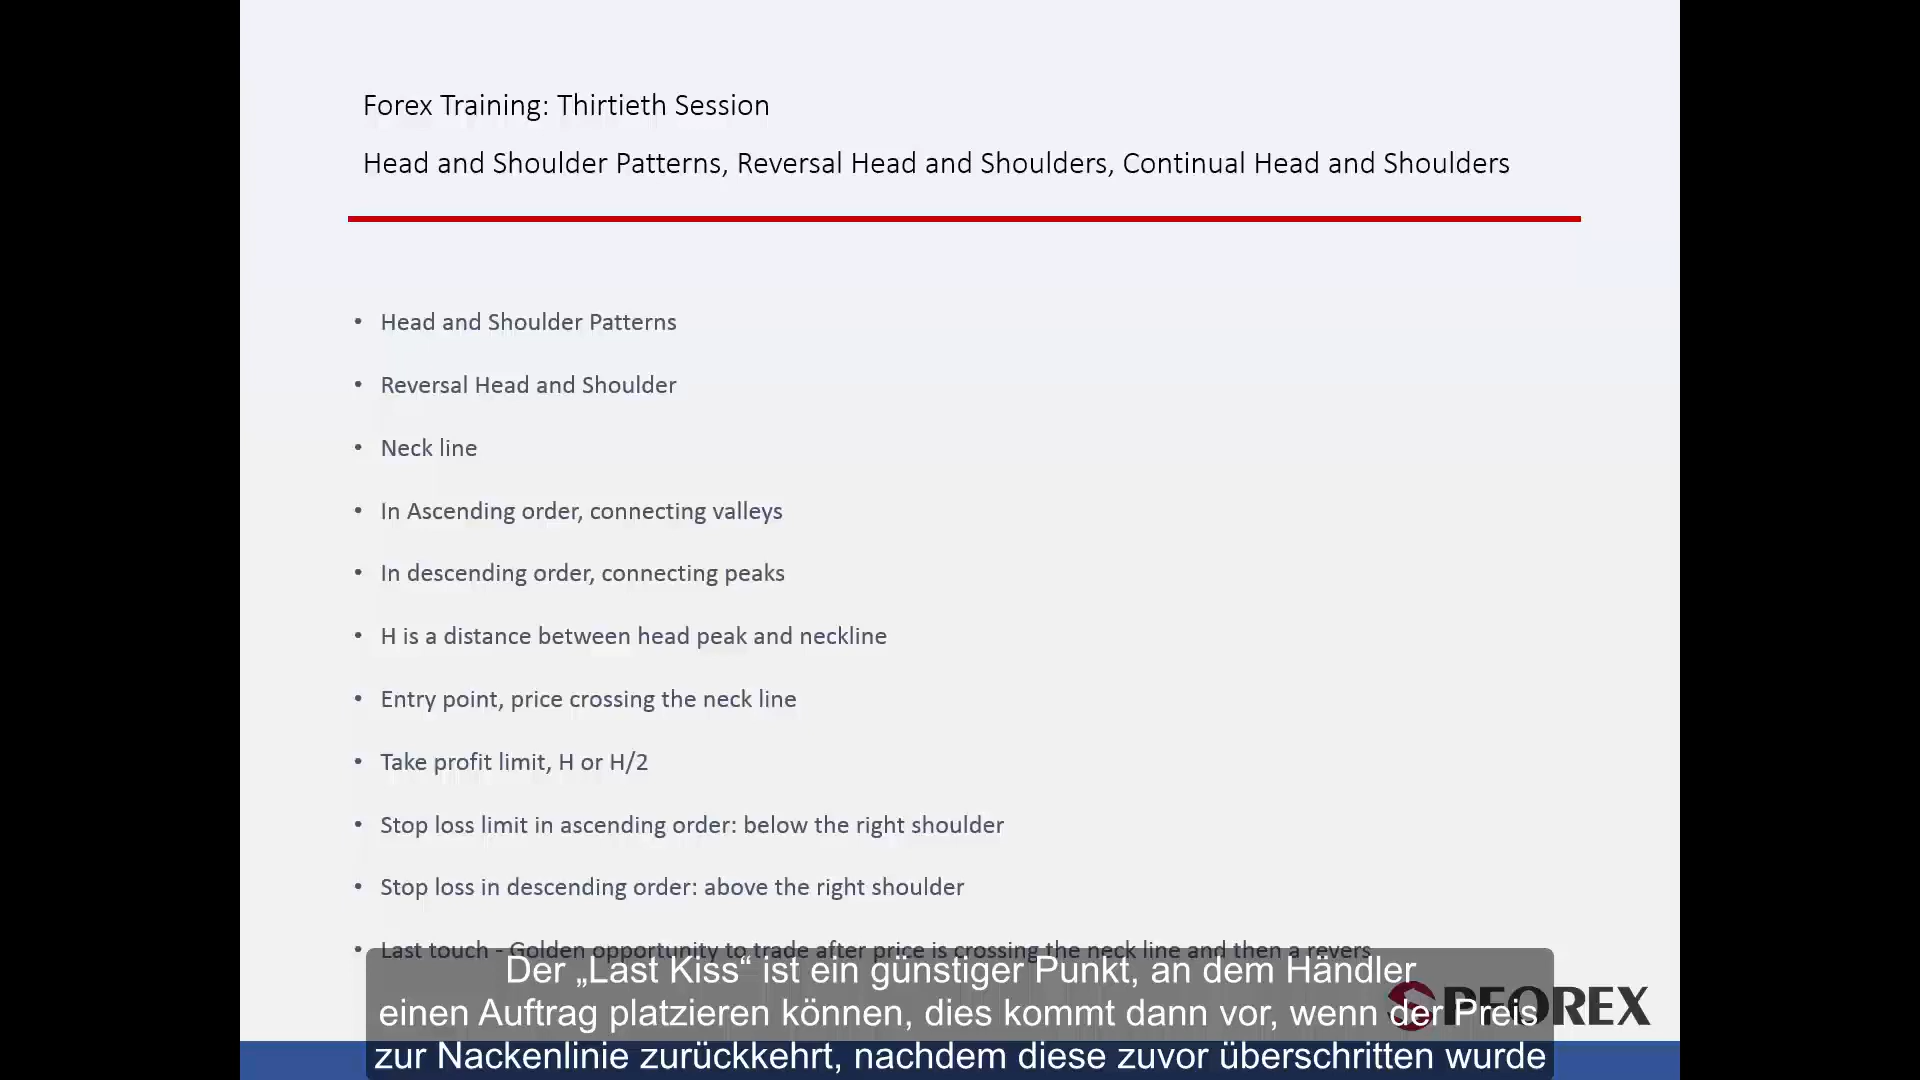 Forex Training: Thirtieth Session
Head and Shoulder Patterns, Reversal Head and Shoulders, Continual Head and Shoulders
• Head and Shoulder Patterns
• Reversal Head and Shoulder
• Neck line
• In Ascending order, connecting valleys
• In descending order, connecting peaks
• H is a distance between head peak and neckline
• Entry point, price crossing the neck line
• Take profit limit, H or H/2
• Stop loss limit in ascending order: below the right shoulder
• Stop loss in descending order: above the right shoulder
• Last touch - Golden opportunity to trade after price is crossing the neck line and then a revers
Der „Last Kiss“ ist ein günstiger Punkt, an dem Händler
einen Auftrag platzieren können, dies kommt dann vor, wenn der Preis
zur Nackenlinie zurückkehrt, nachdem diese zuvor überschritten wurde
PFOREX